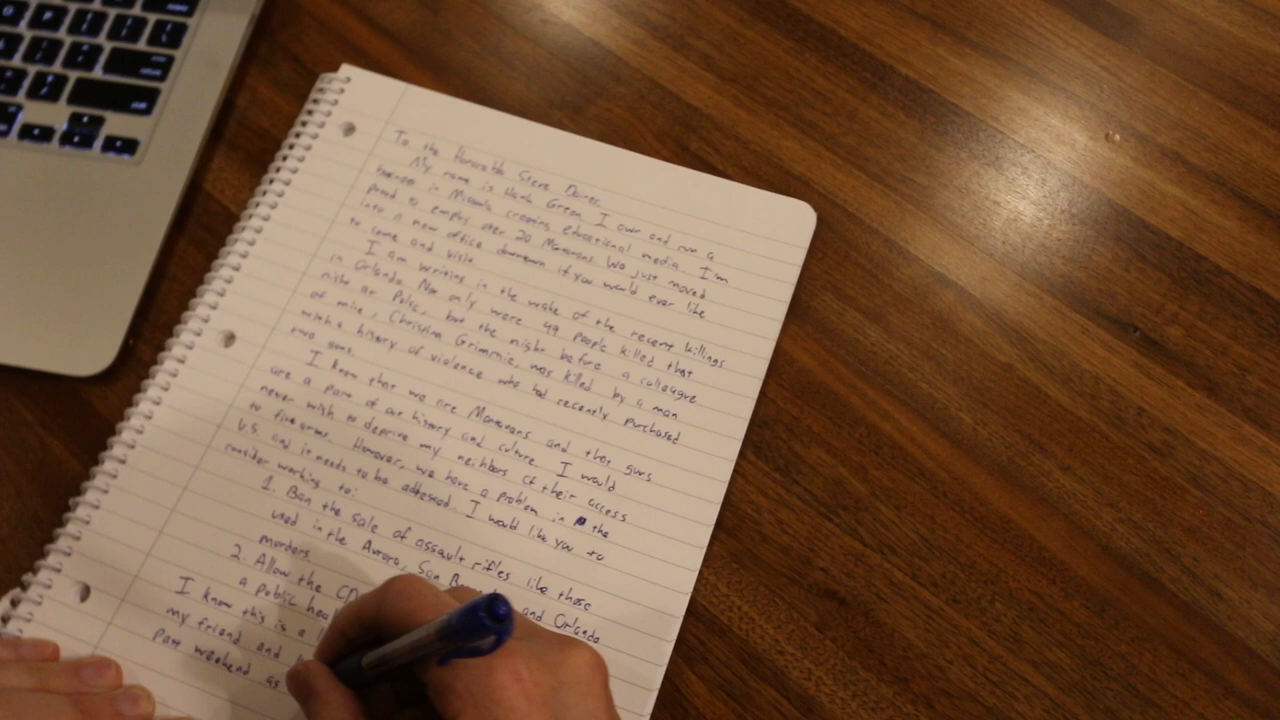 To the Honorable Steve Daines,
My name is Hank Green. I own and run a
business in Missoula creating educational media. I'm
proud to employ over 20 Montanans. We just moved
into a new office downtown if you would ever like
to come and visit.
I am writing in the wake of the recent killings
in Orlando. Not only were 49 people killed that
night at Pulse, but the night before a colleague
of mine, Christina Grimmie, was killed by a man
with a history of violence who had recently purchased
two guns.
I know that we are Montanans and that guns
are a part of our history and culture. I would
never wish to deprive my neighbors of their access
to firearms. However, we have a problem in the
U.S. and it needs to be addressed. I would like you to
consider working to:
1. Ban the sale of assault rifles like those
used in the Aurora, San and Orlando
murders.
2. Allow the CD
a public hea
I know this is a
my friend and
past weekend as